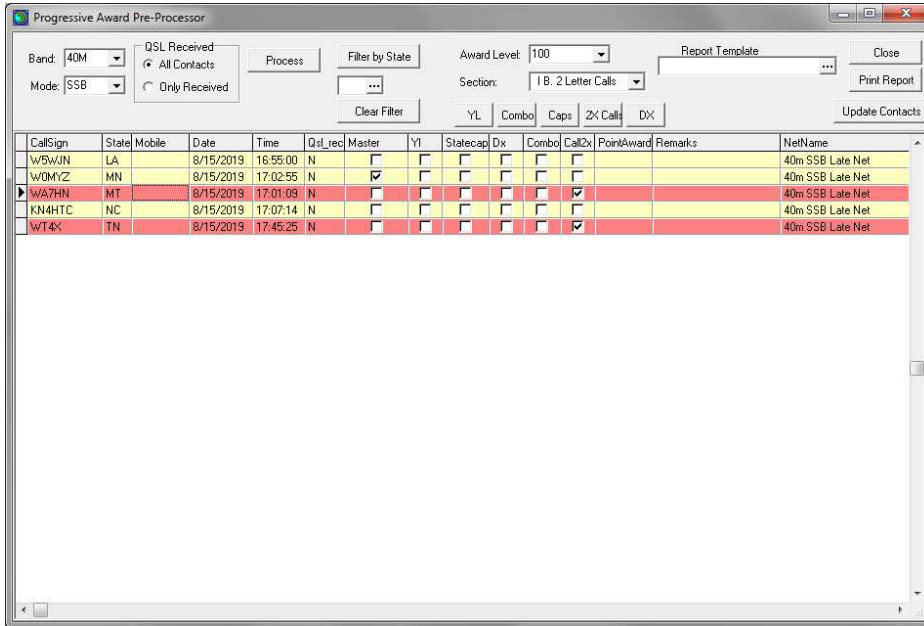 Progressive Award Pre-Processor
Band: 40M
Mode: SSB
QSL Received
All Contacts
Only Received
Process
Filter by State
...
Clear Filter
Award Level: 100
Section: I B. 2 Letter Calls
YL Combo Caps 2X Calls DX
Report Template
...
Close
Print Report
Update Contacts
CallSign State Mobile Date Time Qsl_rec Master Yl Statecap Dx Combo Call2x PointAward Remarks NetName
W5WJN LA 8/15/2019 16:55:00 N 40m SSB Late Net
W0MYZ MN 8/15/2019 17:02:55 N 40m SSB Late Net
WA7HN MT 8/15/2019 17:01:09 N 40m SSB Late Net
KN4HTC NC 8/15/2019 17:07:14 N 40m SSB Late Net
WT4X TN 8/15/2019 17:45:25 N 40m SSB Late Net